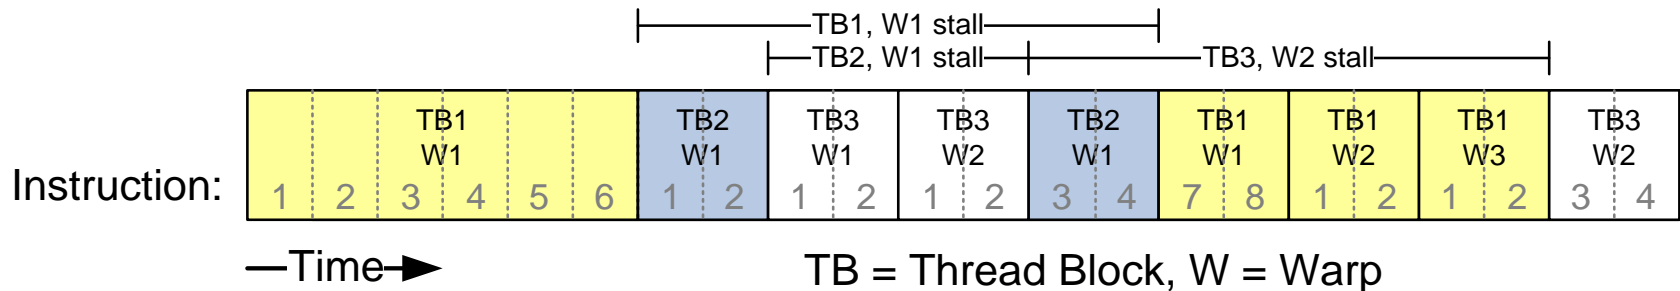 TB1, W1 stall
TB2, W1 stall TB3, W2 stall
TB1 TB2 TB3 TB3 TB2 TB1 TB1 TB1 TB3
W1 W1 W1 W2 W1 W1 W2 W3 W2
Instruction: 1 2 3 4 5 6 1 2 1 2 1 2 3 4 7 8 1 2 1 2 3 4
Time TB = Thread Block, W = Warp